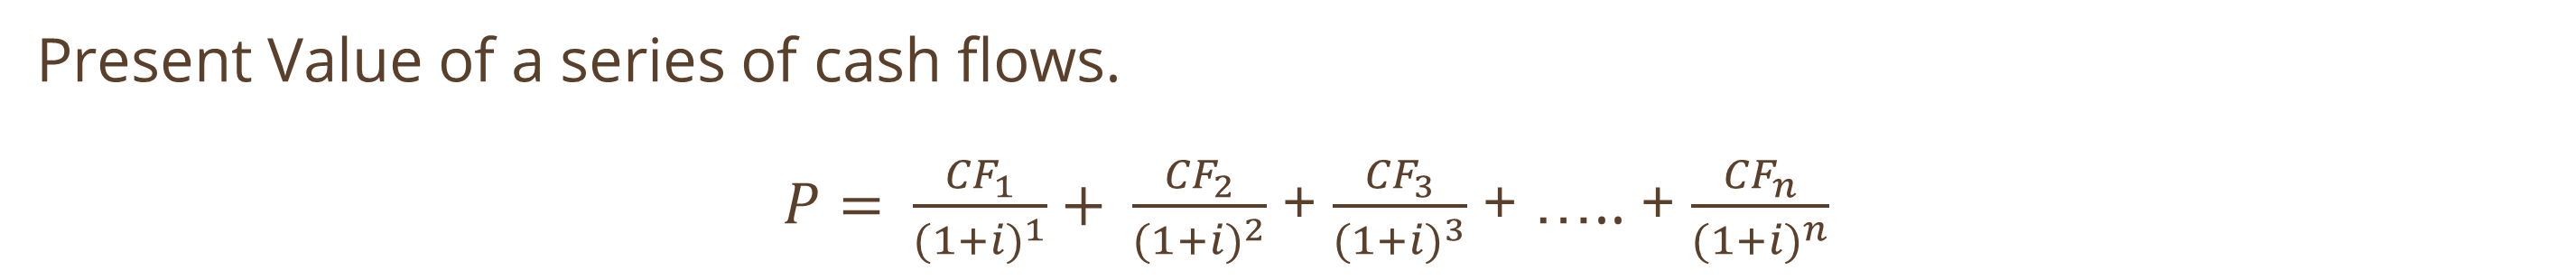 Present Value of a series of cash flows.
P = CF₁/(1+i)¹ + CF₂/(1+i)² + CF₃/(1+i)³ + ..... + CFₙ/(1+i)ⁿ